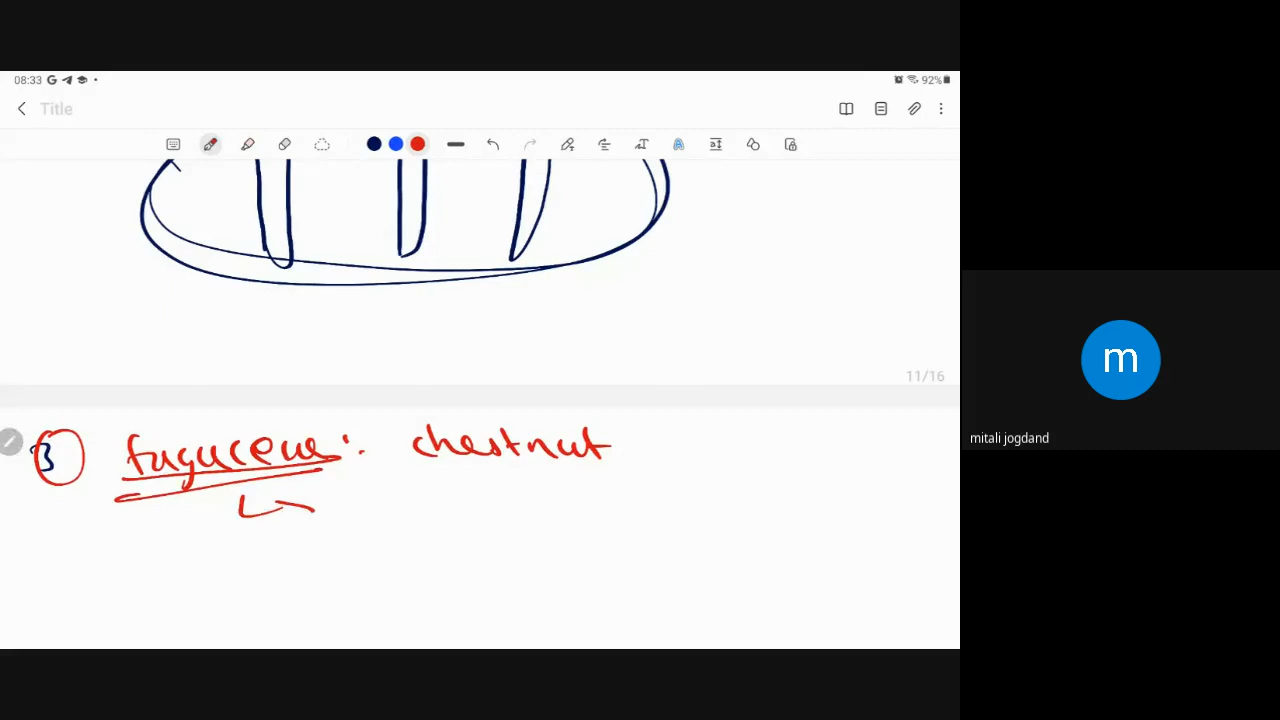 08:33
92%
Title
11/16
3 fagaceae: chestnut
m
mitali jogdand